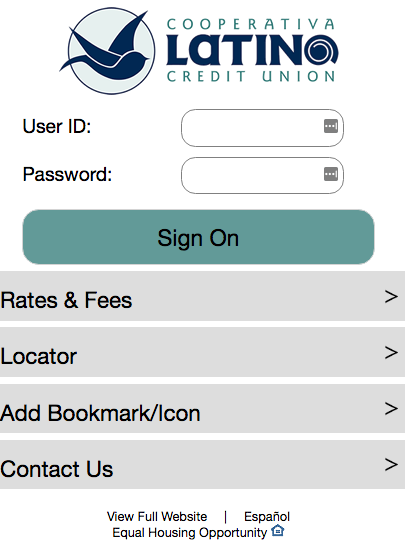 COOPERATIVA
LATINO
CREDIT UNION
User ID:
Password:
Sign On
Rates & Fees >
Locator >
Add Bookmark/Icon >
Contact Us >
View Full Website | Español
Equal Housing Opportunity